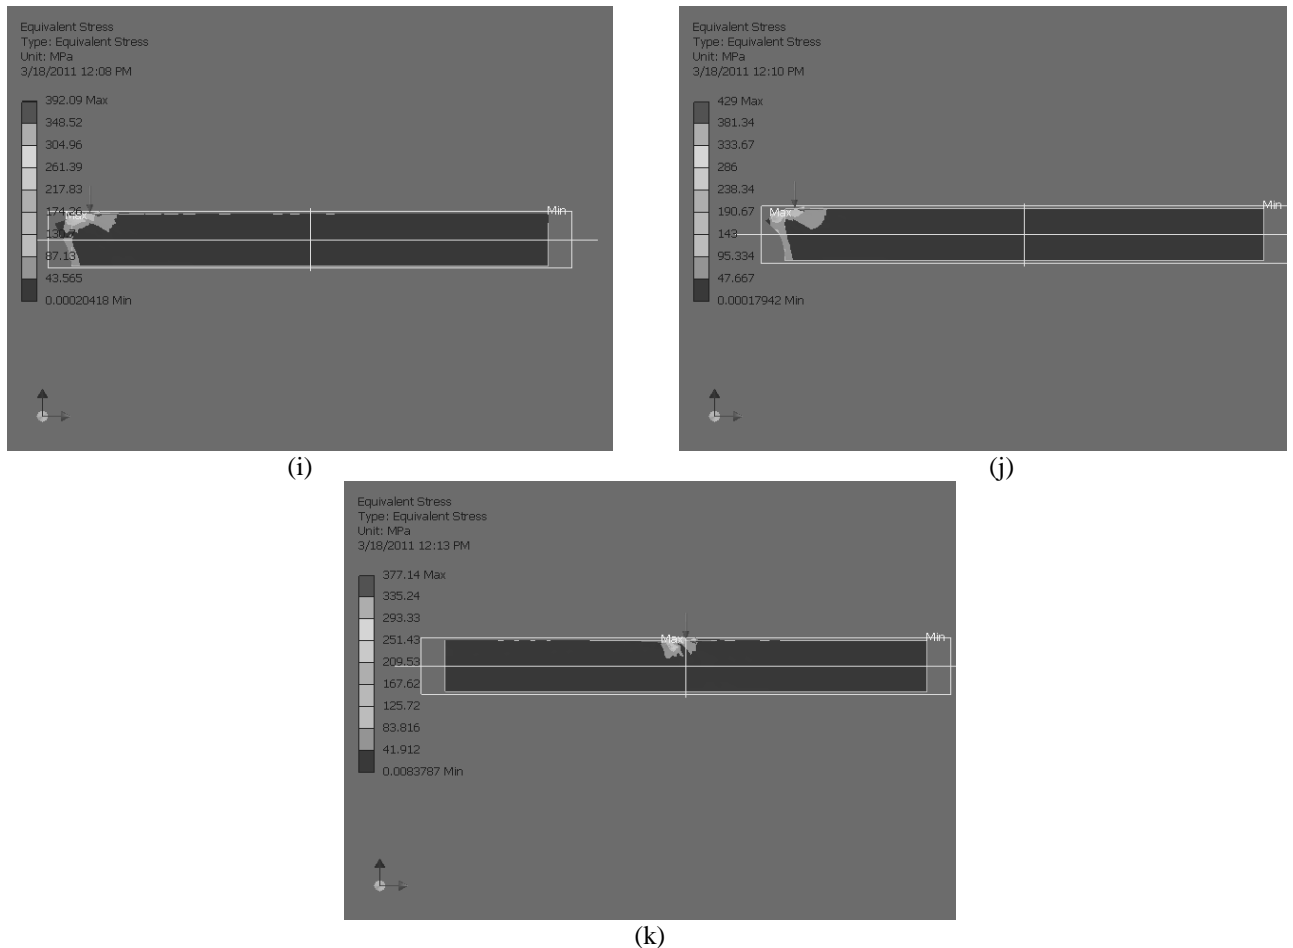 Equivalent Stress
Type: Equivalent Stress
Unit: MPa
3/18/2011 12:08 PM
392.09 Max
348.52
304.96
261.39
217.83
174.26
87.13
43.565
0.00020418 Min
Max
Min
(i)
Equivalent Stress
Type: Equivalent Stress
Unit: MPa
3/18/2011 12:10 PM
429 Max
381.34
333.67
286
238.34
190.67
143
95.334
47.667
0.00017942 Min
Max
Min
(j)
Equivalent Stress
Type: Equivalent Stress
Unit: MPa
3/18/2011 12:13 PM
377.14 Max
335.24
293.33
251.43
209.53
167.62
125.72
83.816
41.912
0.0083787 Min
Max
Min
(k)